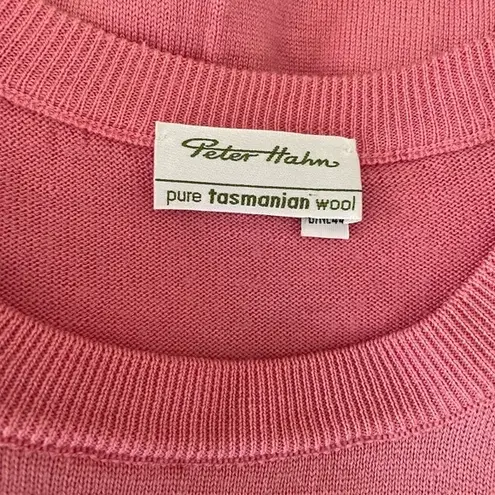 Peter Hahn
pure tasmanian wool